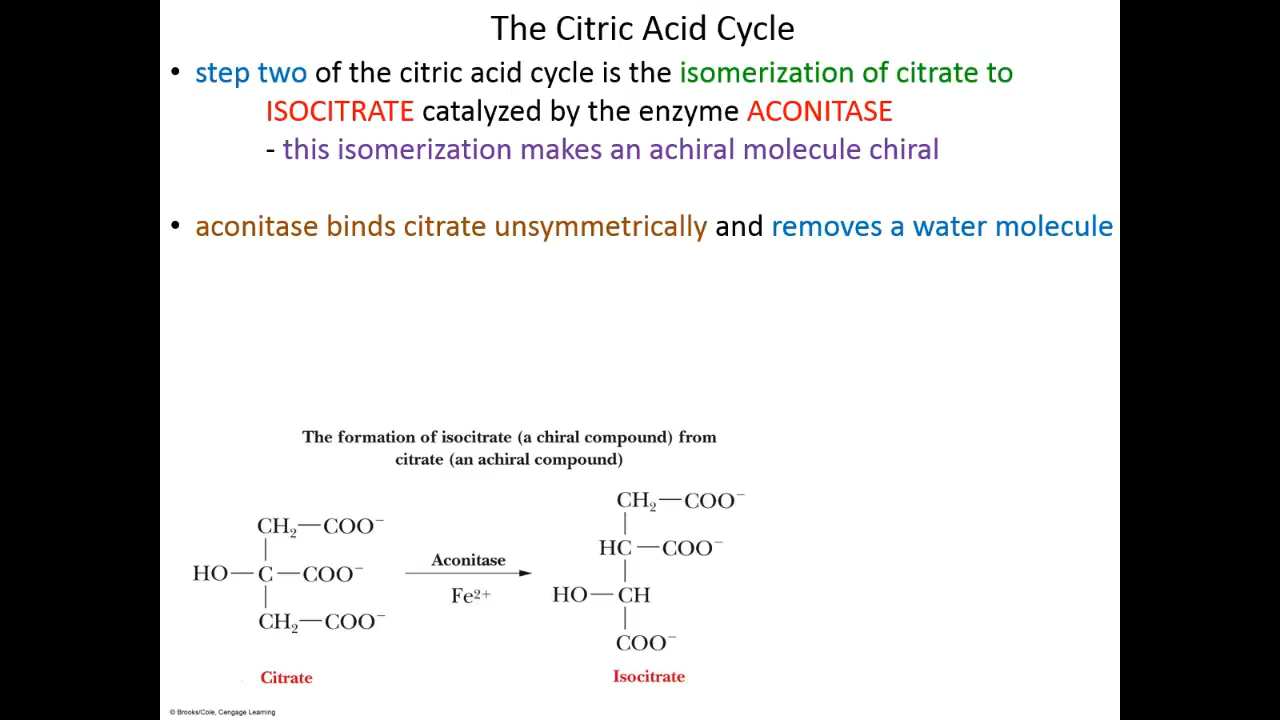 The Citric Acid Cycle
• step two of the citric acid cycle is the isomerization of citrate to
ISOCITRATE catalyzed by the enzyme ACONITASE
- this isomerization makes an achiral molecule chiral
• aconitase binds citrate unsymmetrically and removes a water molecule
The formation of isocitrate (a chiral compound) from
citrate (an achiral compound)
CH₂—COO⁻
HO—C—COO⁻
CH₂—COO⁻
Citrate
Aconitase
Fe²⁺
CH₂—COO⁻
HC—COO⁻
HO—CH
COO⁻
Isocitrate
© Brooks/Cole, Cengage Learning